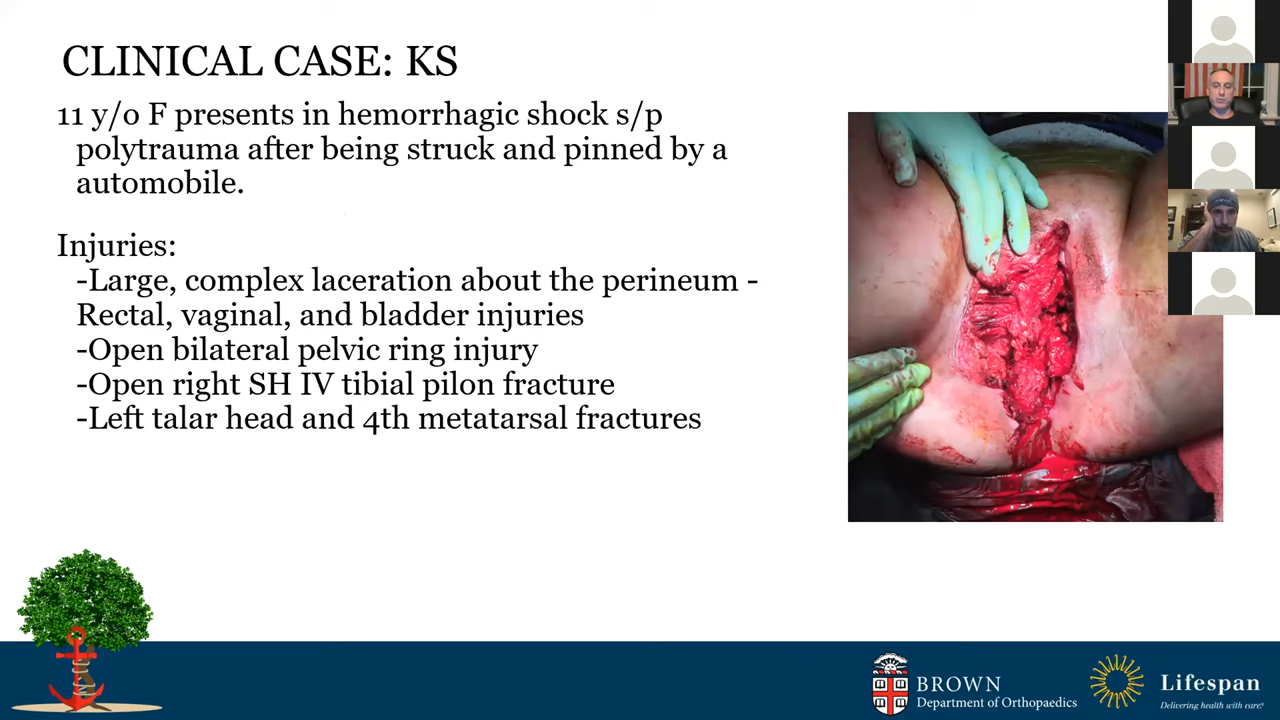 CLINICAL CASE: KS
11 y/o F presents in hemorrhagic shock s/p
polytrauma after being struck and pinned by a
automobile.
Injuries:
-Large, complex laceration about the perineum -
Rectal, vaginal, and bladder injuries
-Open bilateral pelvic ring injury
-Open right SH IV tibial pilon fracture
-Left talar head and 4th metatarsal fractures
BROWN
Department of Orthopaedics
Lifespan
Delivering health with care.®